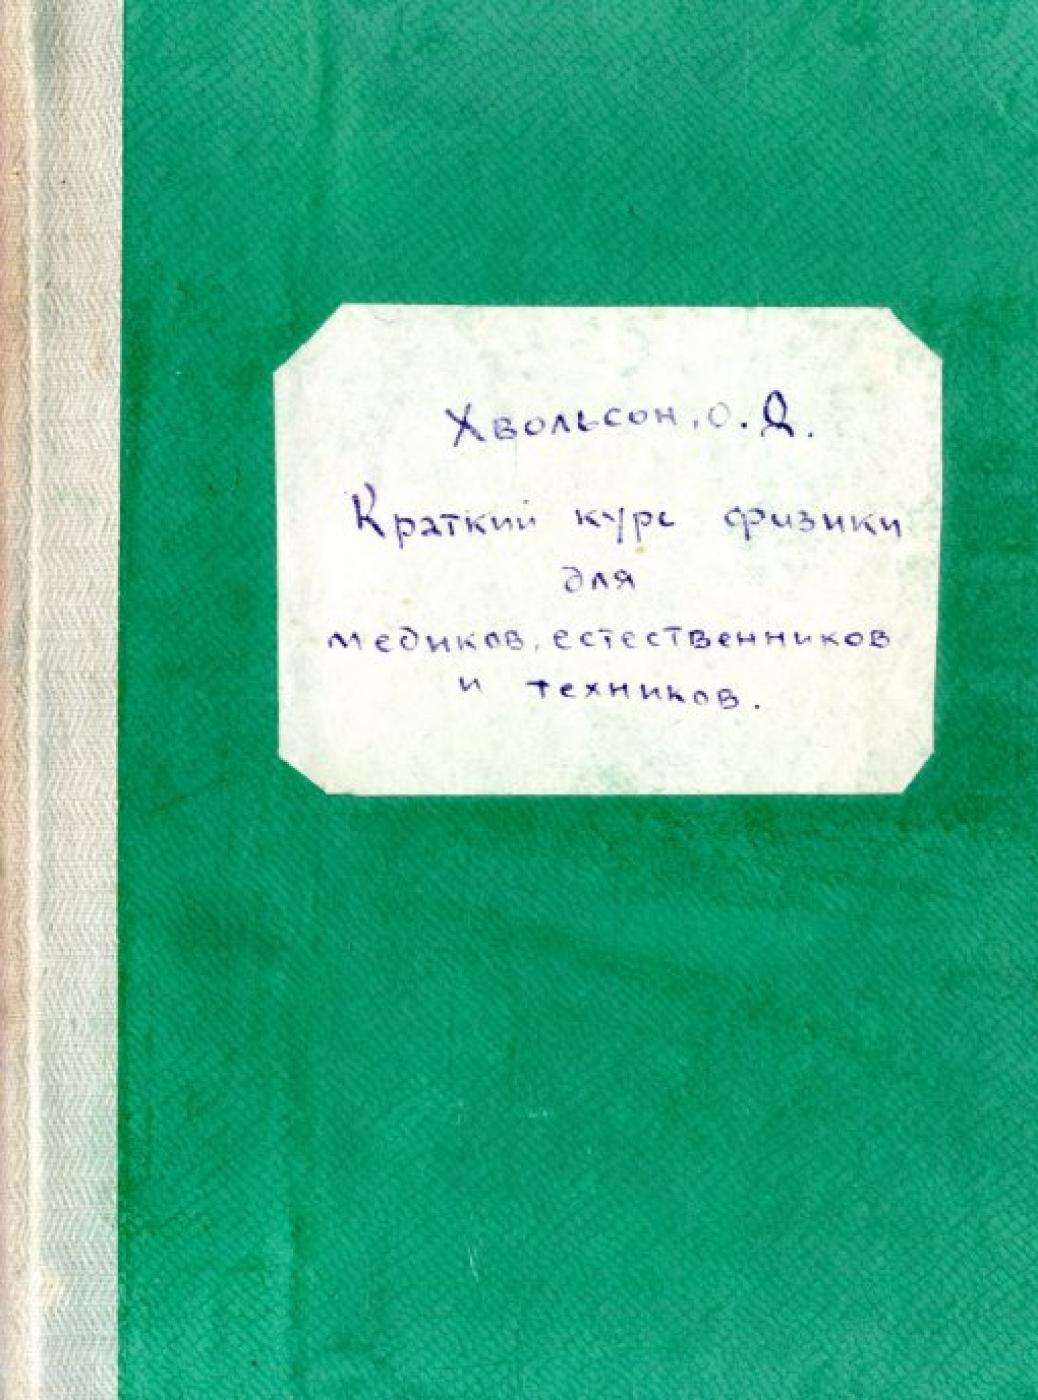 Хвольсон, О. Д.
Краткий курс физики
для
медиков, естественников
и техников.